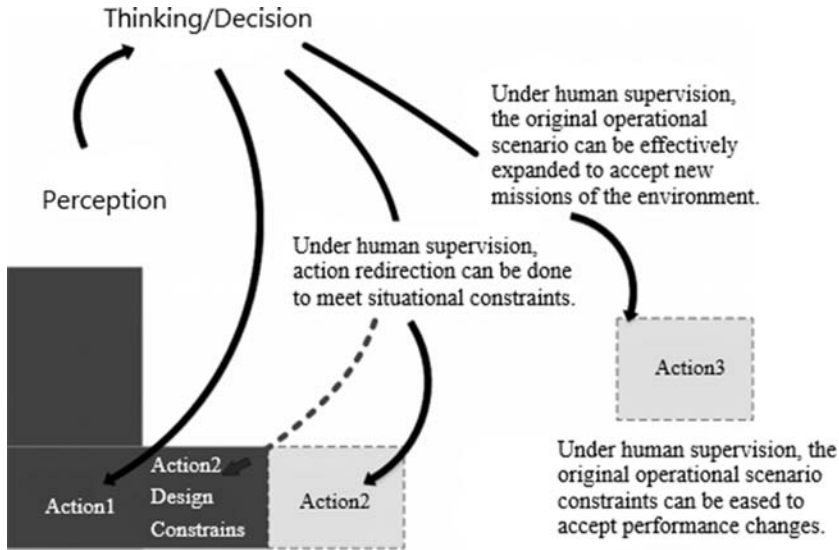 Thinking/Decision
Under human supervision,
the original operational
scenario can be effectively
expanded to accept new
missions of the environment.
Perception
Under human supervision,
action redirection can be done
to meet situational constraints.
Action3
Action1
Action2
Design
Constrains
Action2
Under human supervision, the
original operational scenario
constraints can be eased to
accept performance changes.